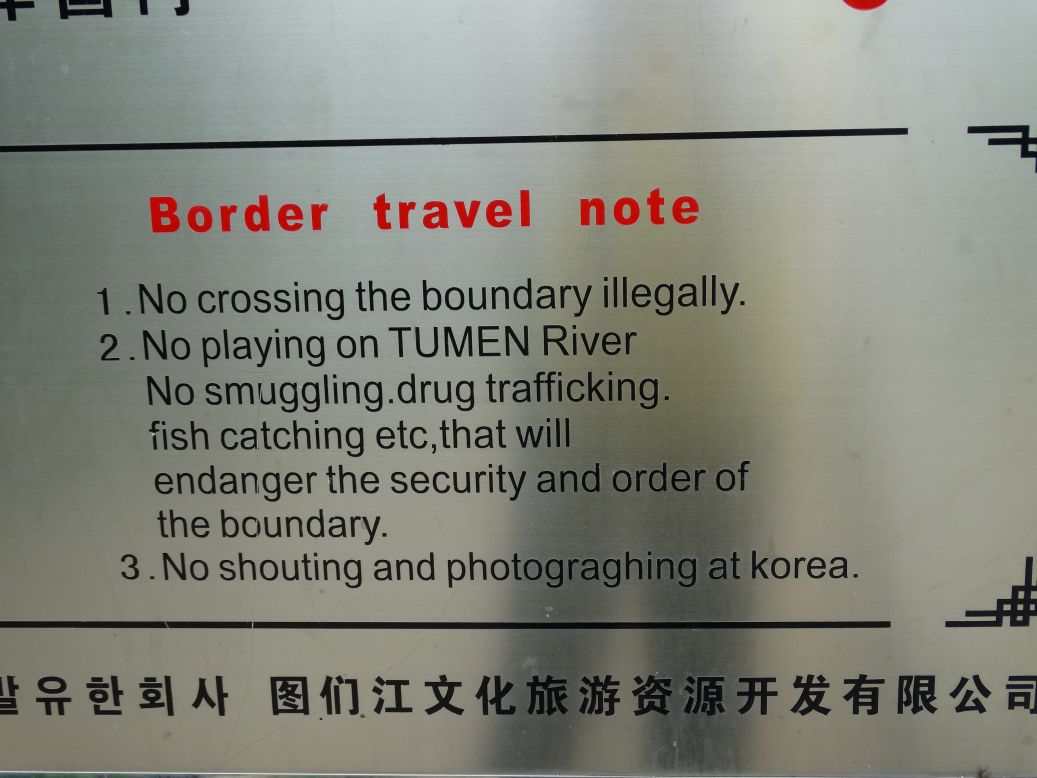 Border travel note
1.No crossing the boundary illegally.
2.No playing on TUMEN River
No smuggling.drug trafficking.
fish catching etc,that will
endanger the security and order of
the boundary.
3.No shouting and photograghing at korea.
유한회사 图们江文化旅游资源开发有限公司